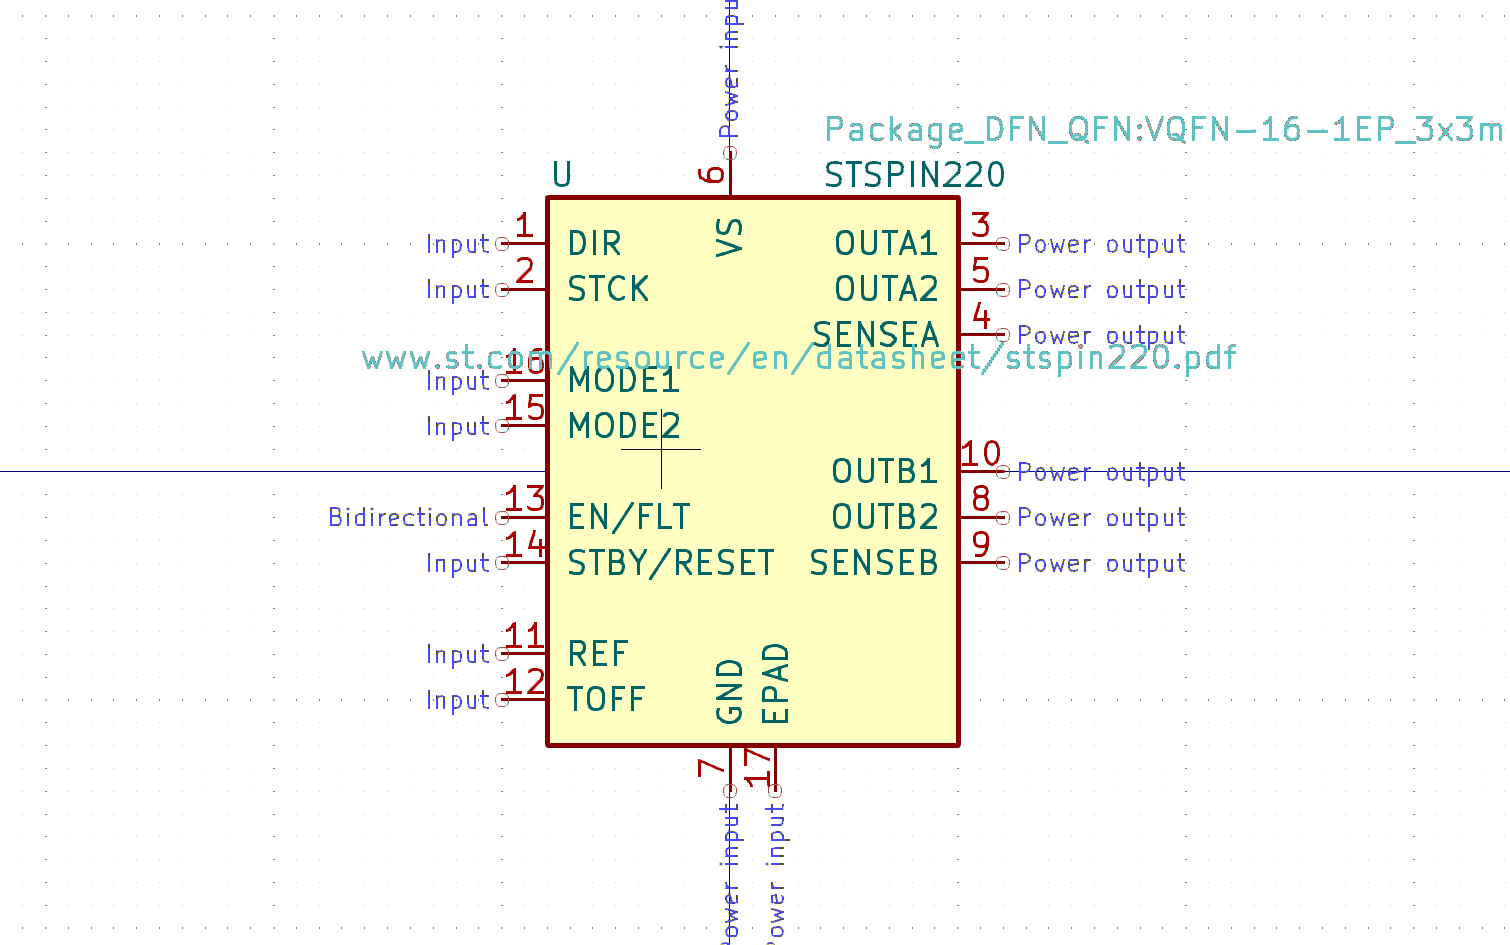 Power input
Package_DFN_QFN:VQFN-16-1EP_3x3m
U
6
STSPIN220
VS
Input 1 DIR
OUTA1 3 Power output
Input 2 STCK
OUTA2 5 Power output
SENSEA 4 Power output
www.st.com/resource/en/datasheet/stspin220.pdf
Input 16 MODE1
Input 15 MODE2
OUTB1 10 Power output
Bidirectional 13 EN/FLT
OUTB2 8 Power output
Input 14 STBY/RESET
SENSEB 9 Power output
Input 11 REF
Input 12 TOFF
GND
EPAD
7
17
Power input
Power input